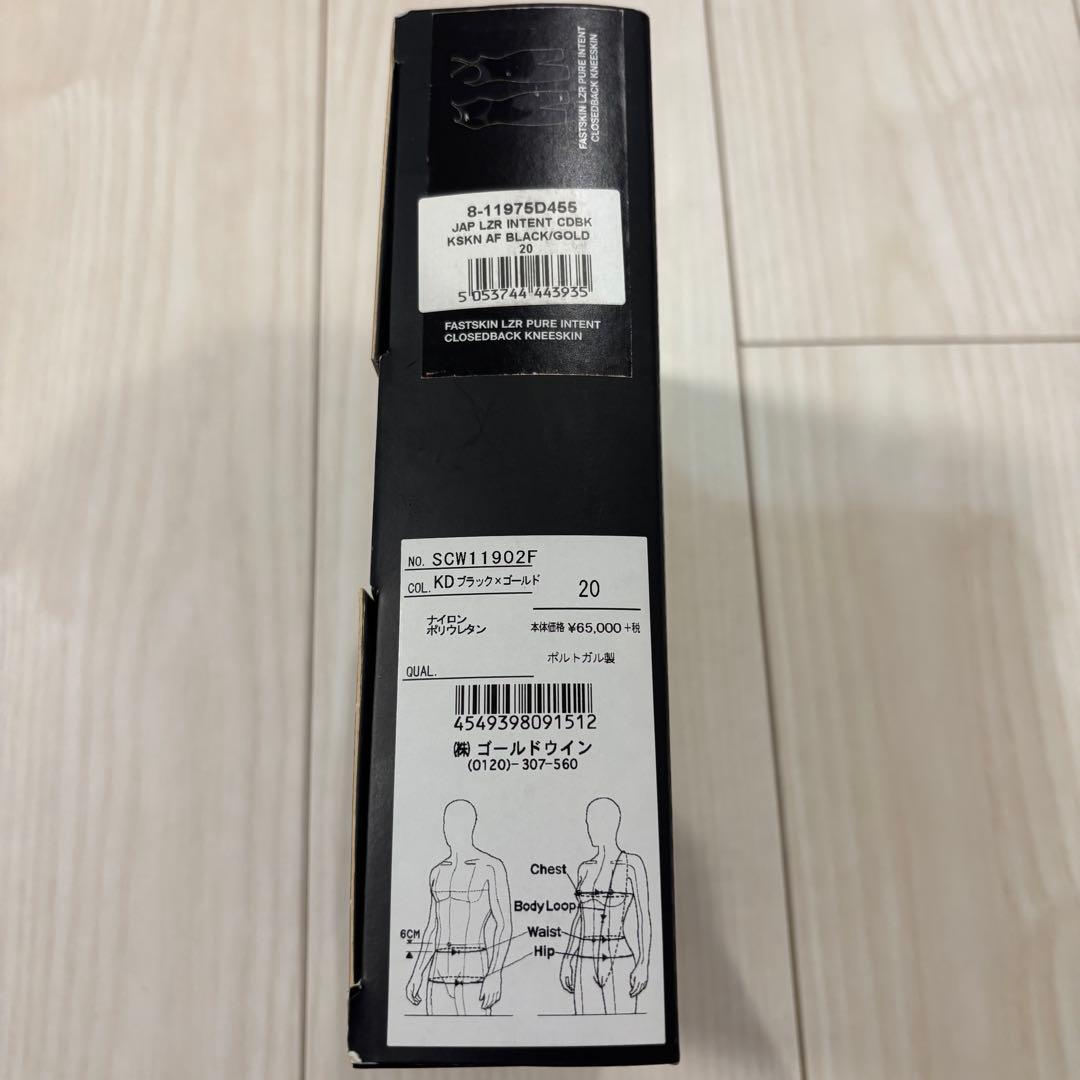 FASTSKIN LZR PURE INTENT
CLOSEDBACK KNEESKIN
8-11975D455
JAP LZR INTENT CDBK
KSKN AF BLACK/GOLD
20
5 053744 443935
FASTSKIN LZR PURE INTENT
CLOSEDBACK KNEESKIN
NO. SCW11902F
COL. KD ブラック×ゴールド
20
ナイロン
ポリウレタン
本体価格 ¥65,000 +税
ポルトガル製
QUAL.
4549398091512
㈱ ゴールドウイン
(0120)-307-560
Chest
Body Loop
6CM
Waist
Hip